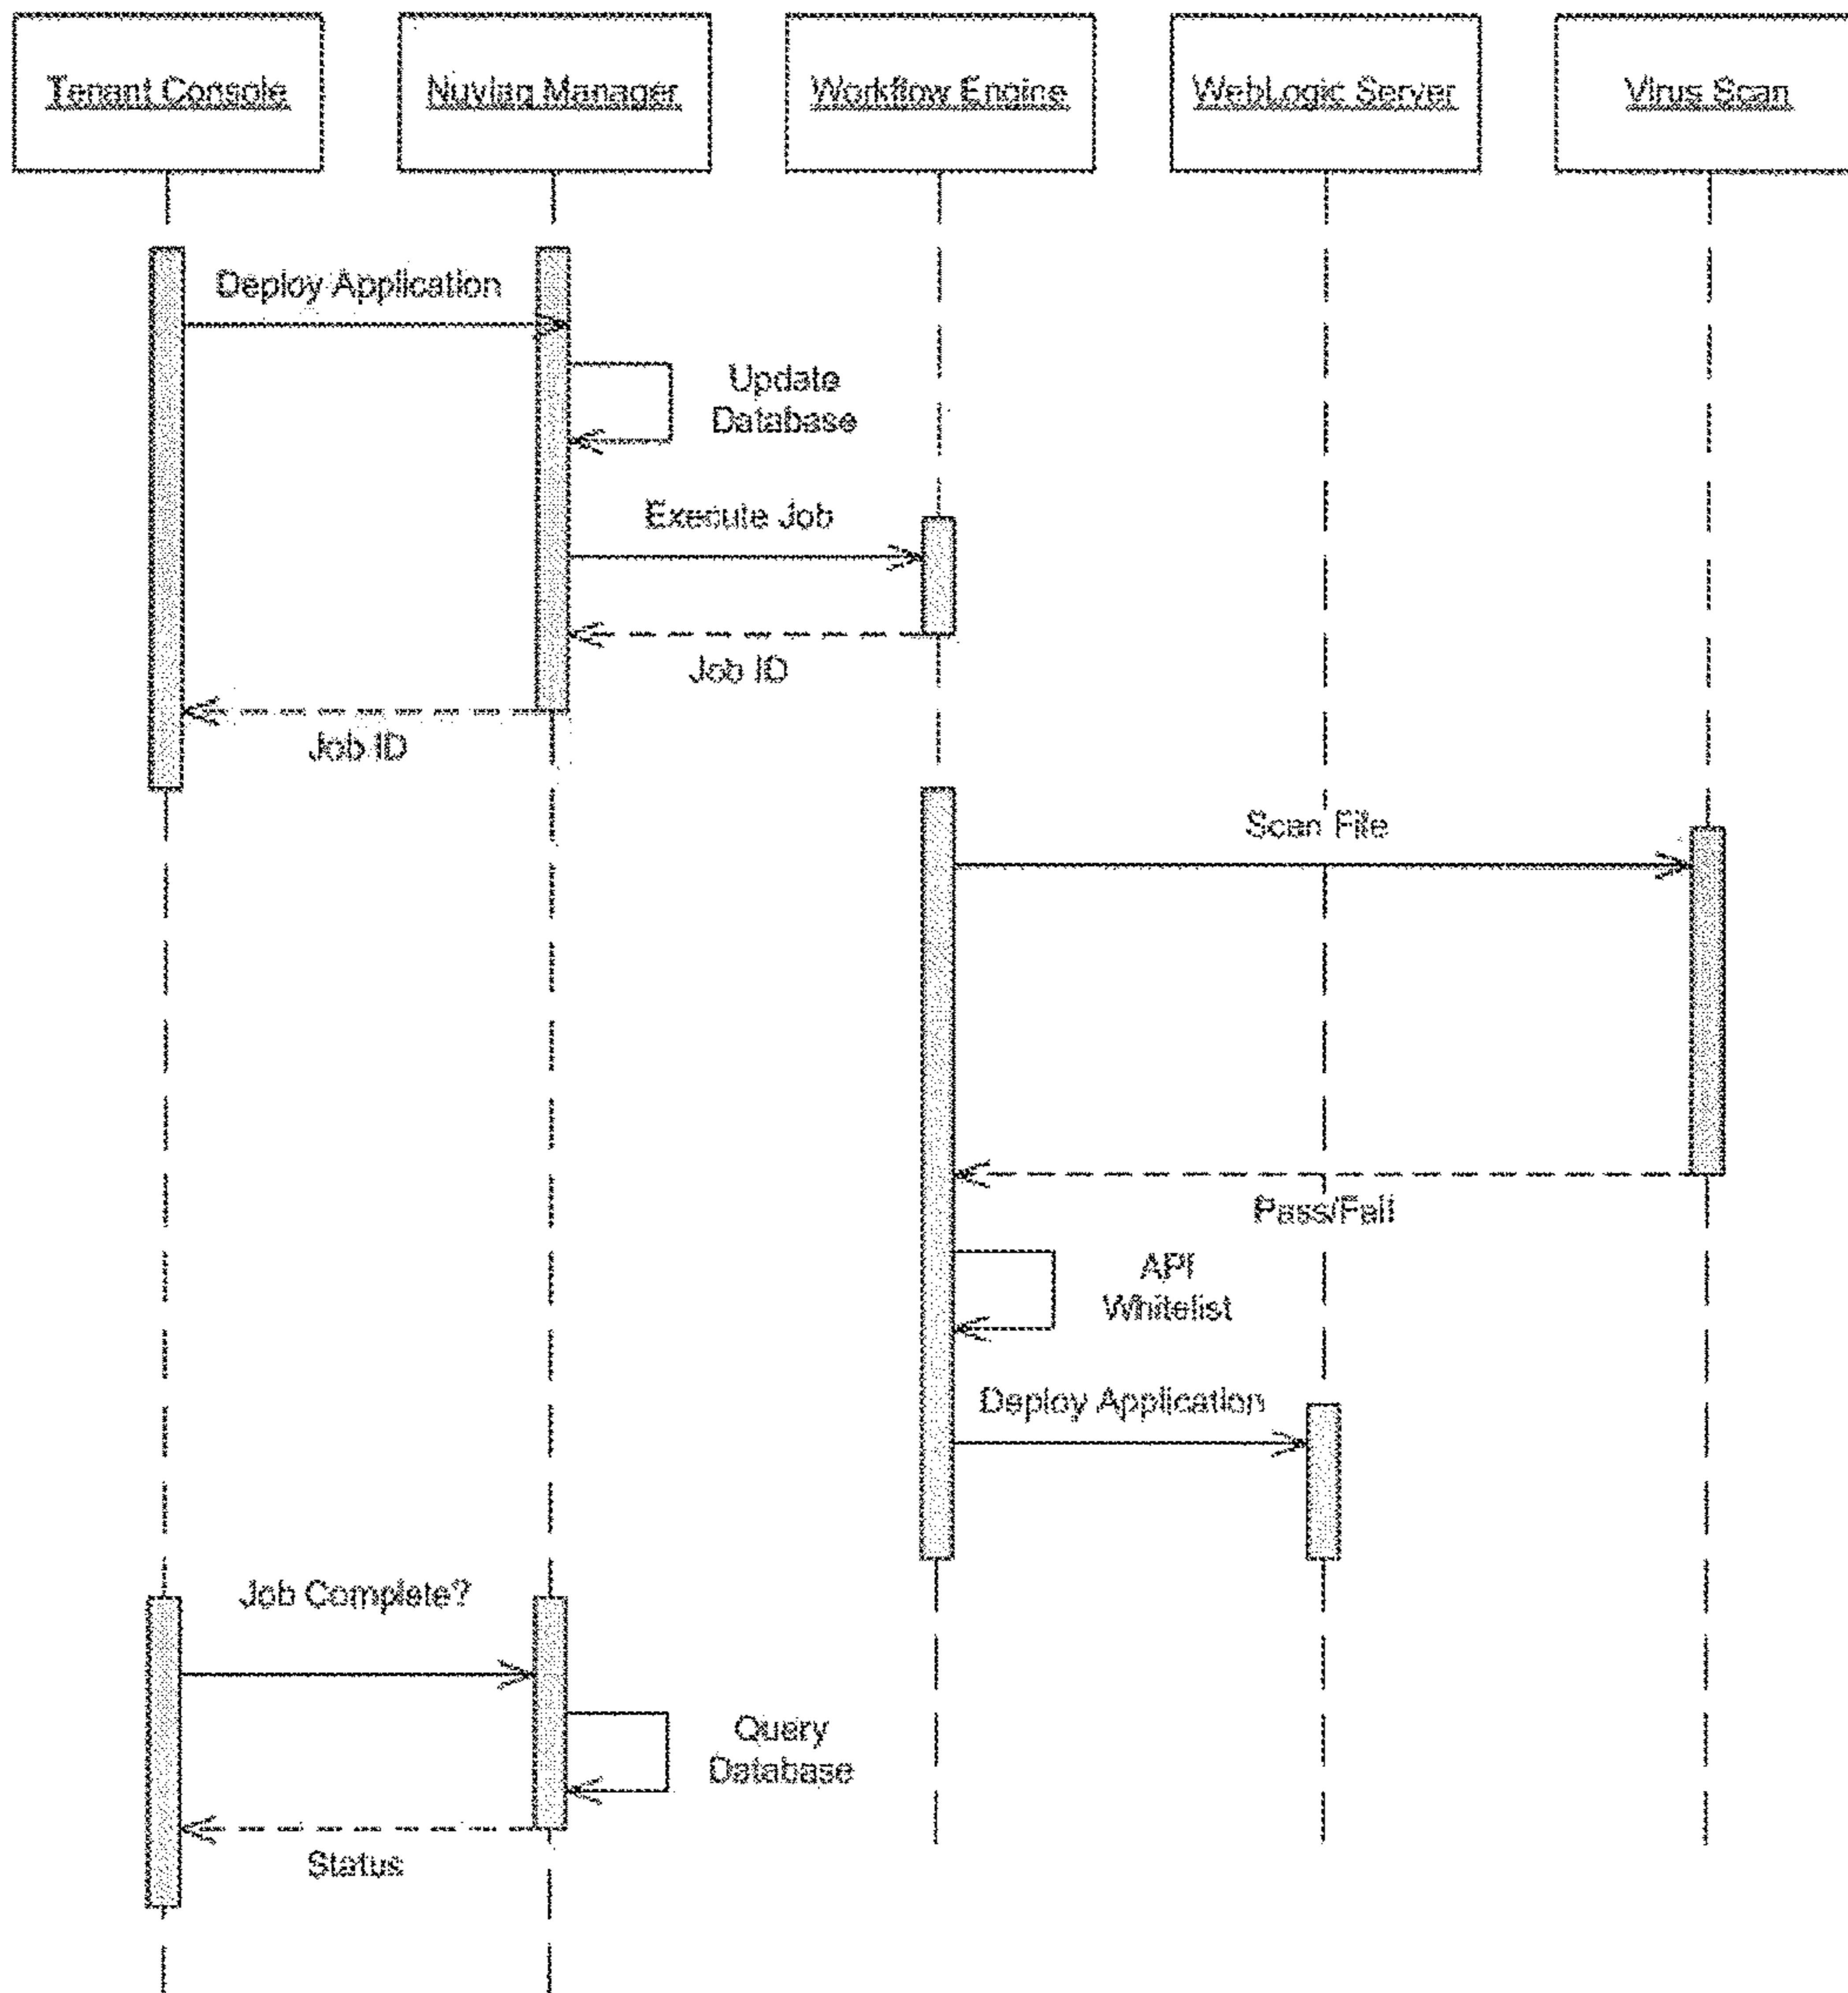 Tenant Console
Nuviaq Manager
Workflow Engine
WebLogic Server
Virus Scan
Deploy Application
Update
Database
Execute Job
Job ID
Job ID
Scan File
Pass/Fail
API
Whitelist
Deploy Application
Job Complete?
Query
Database
Status